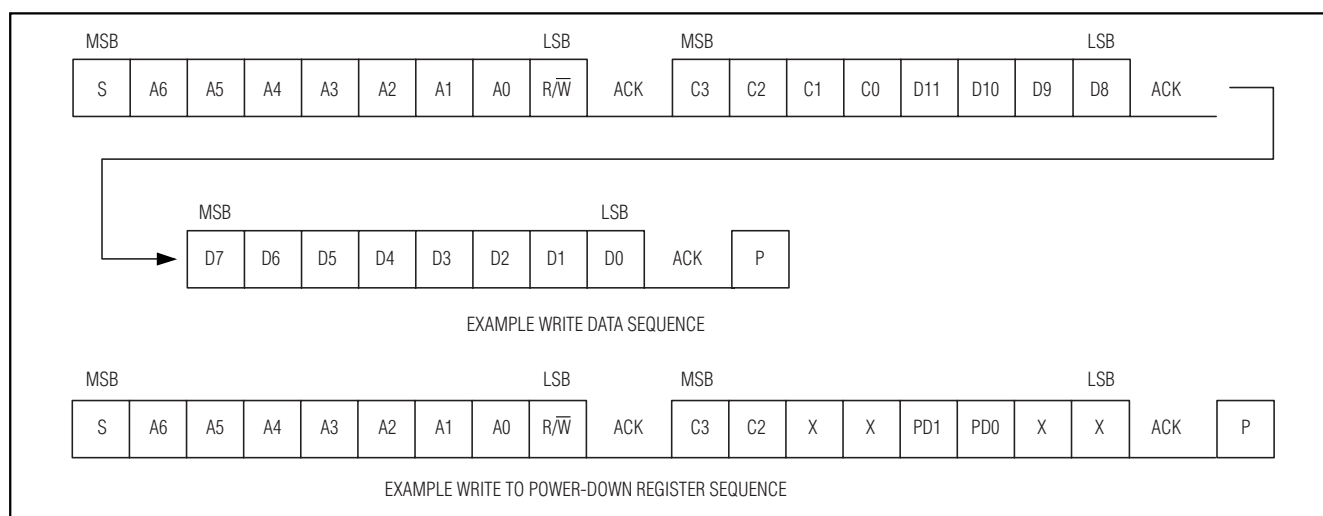 MSB LSB MSB LSB
S A6 A5 A4 A3 A2 A1 A0 R/W̅ ACK C3 C2 C1 C0 D11 D10 D9 D8 ACK
MSB LSB
D7 D6 D5 D4 D3 D2 D1 D0 ACK P
EXAMPLE WRITE DATA SEQUENCE
MSB LSB MSB LSB
S A6 A5 A4 A3 A2 A1 A0 R/W̅ ACK C3 C2 X X PD1 PD0 X X ACK P
EXAMPLE WRITE TO POWER-DOWN REGISTER SEQUENCE